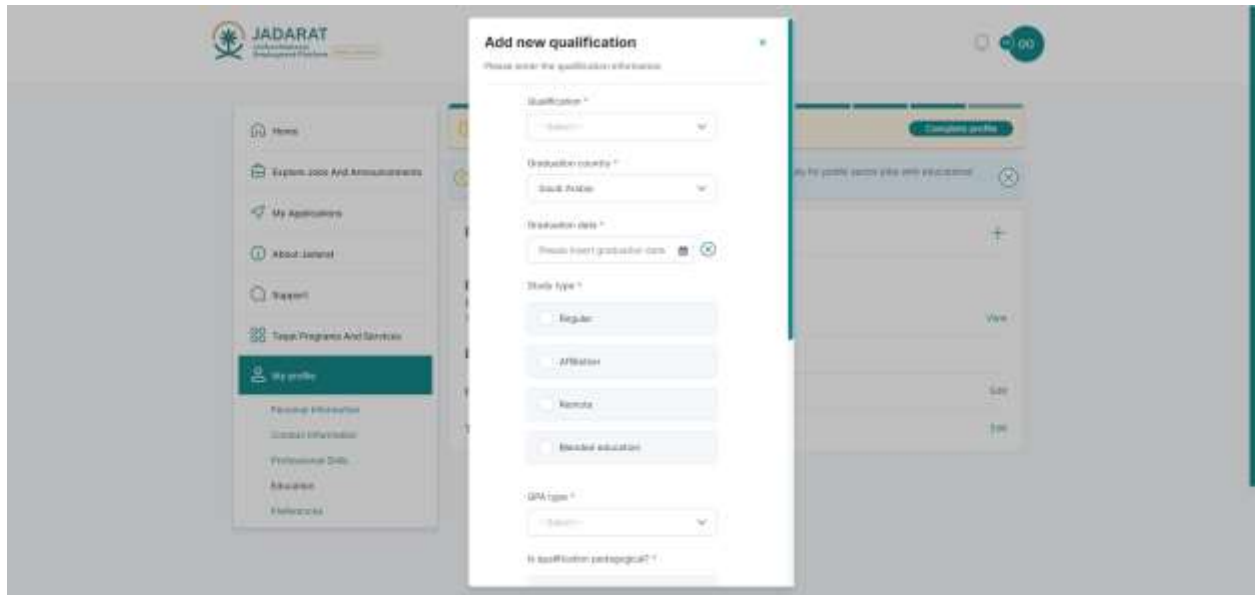 JADARAT
Add new qualification
Please enter the qualification information
Qualification *
--Select--
Graduation country *
Saudi Arabia
Graduation date *
Please insert graduation date
Study type *
Regular
Affiliation
Remote
Blended education
GPA type *
--Select--
Is qualification pedagogical? *
Home
Explore Jobs And Announcements
My Applications
About Jadarat
Support
Taqat Programs And Services
My profile
Personal Information
Contact Information
Professional Skills
Education
Preferences
Complete profile
View
Edit
Edit